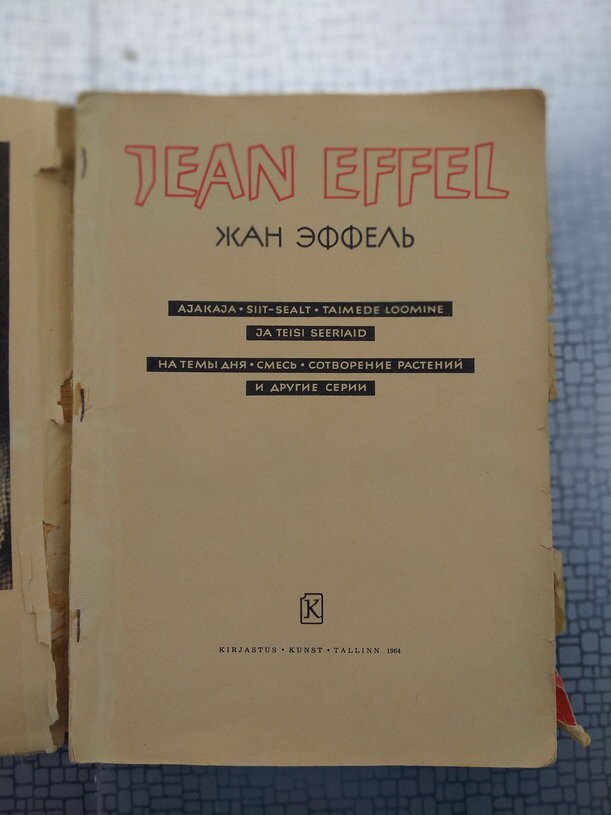 JEAN EFFEL
ЖАН ЭФФЕЛЬ
AJAKAJA • SIIT-SEALT • TAIMEDE LOOMINE
JA TEISI SEERIAID
НА ТЕМЫ ДНЯ • СМЕСЬ • СОТВОРЕНИЕ РАСТЕНИЙ
И ДРУГИЕ СЕРИИ
K
KIRJASTUS • KUNST • TALLINN 1964